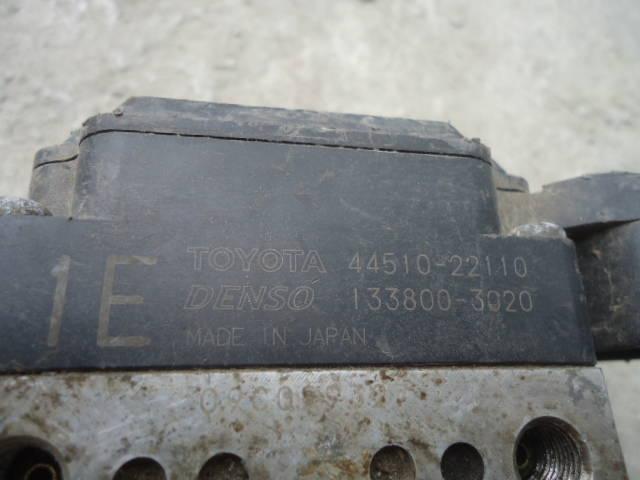 1E
TOYOTA 44510-22110
DENSO 133800-3020
MADE IN JAPAN